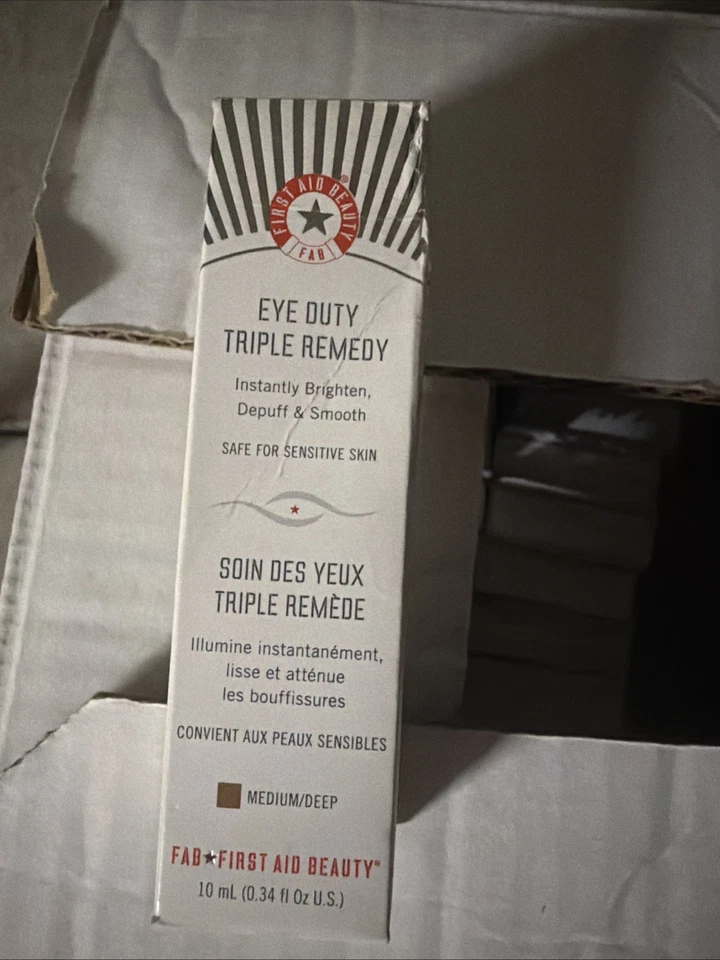 FIRST AID BEAUTY®
FAB
EYE DUTY
TRIPLE REMEDY
Instantly Brighten,
Depuff & Smooth
SAFE FOR SENSITIVE SKIN
SOIN DES YEUX
TRIPLE REMÈDE
Illumine instantanément,
lisse et atténue
les bouffissures
CONVIENT AUX PEAUX SENSIBLES
MEDIUM/DEEP
FAB★FIRST AID BEAUTY®
10 mL (0.34 fl Oz U.S.)